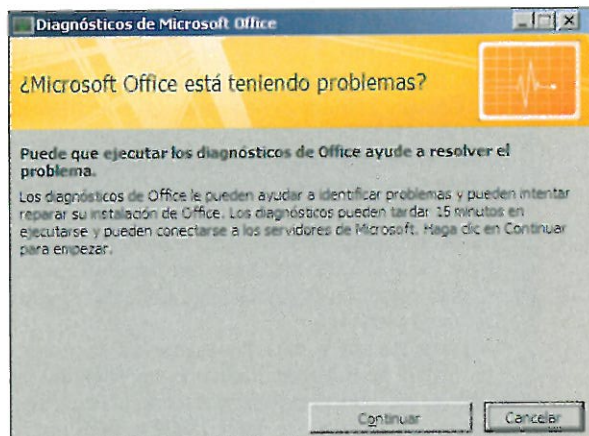 Diagnósticos de Microsoft Office
¿Microsoft Office está teniendo problemas?
Puede que ejecutar los diagnósticos de Office ayude a resolver el
problema.
Los diagnósticos de Office le pueden ayudar a identificar problemas y pueden intentar
reparar su instalación de Office. Los diagnósticos pueden tardar 15 minutos en
ejecutarse y pueden conectarse a los servidores de Microsoft. Haga clic en Continuar
para empezar.
Continuar
Cancelar